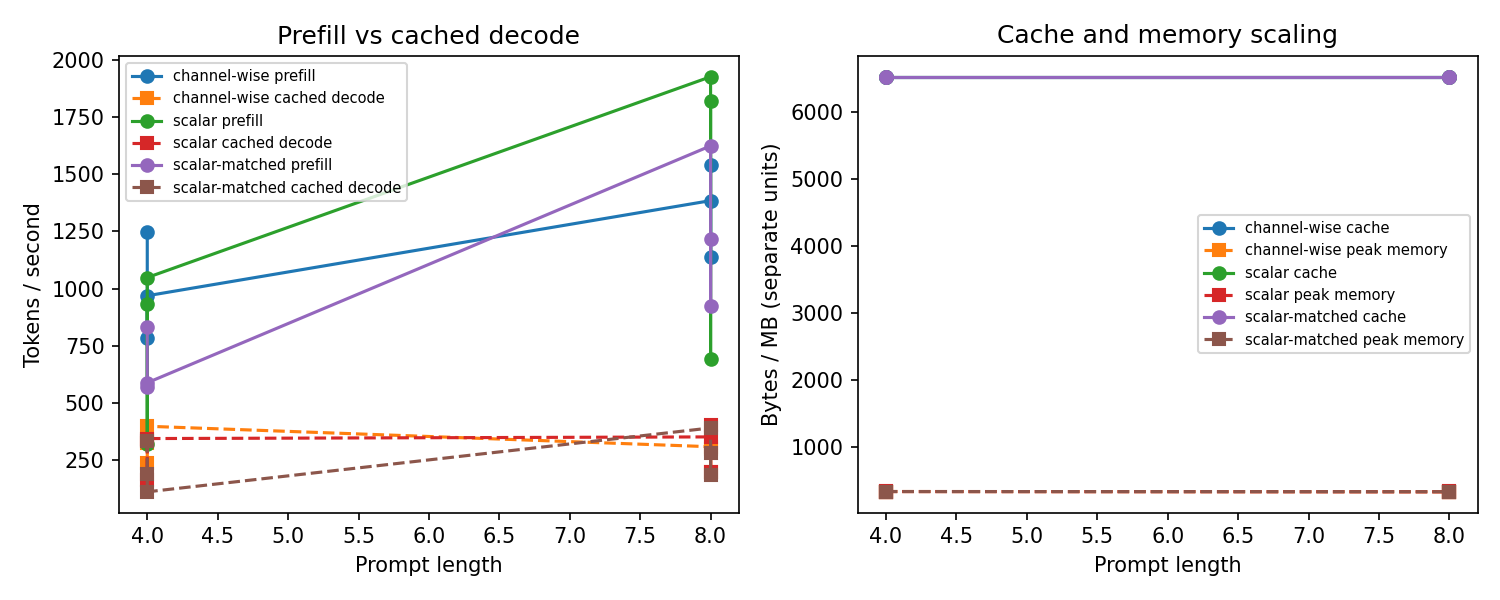 Prefill vs cached decode
Tokens / second
2000
1750
1500
1250
1000
750
500
250
channel-wise prefill
channel-wise cached decode
scalar prefill
scalar cached decode
scalar-matched prefill
scalar-matched cached decode
4.0 4.5 5.0 5.5 6.0 6.5 7.0 7.5 8.0
Prompt length
Cache and memory scaling
Bytes / MB (separate units)
6000
5000
4000
3000
2000
1000
channel-wise cache
channel-wise peak memory
scalar cache
scalar peak memory
scalar-matched cache
scalar-matched peak memory
4.0 4.5 5.0 5.5 6.0 6.5 7.0 7.5 8.0
Prompt length